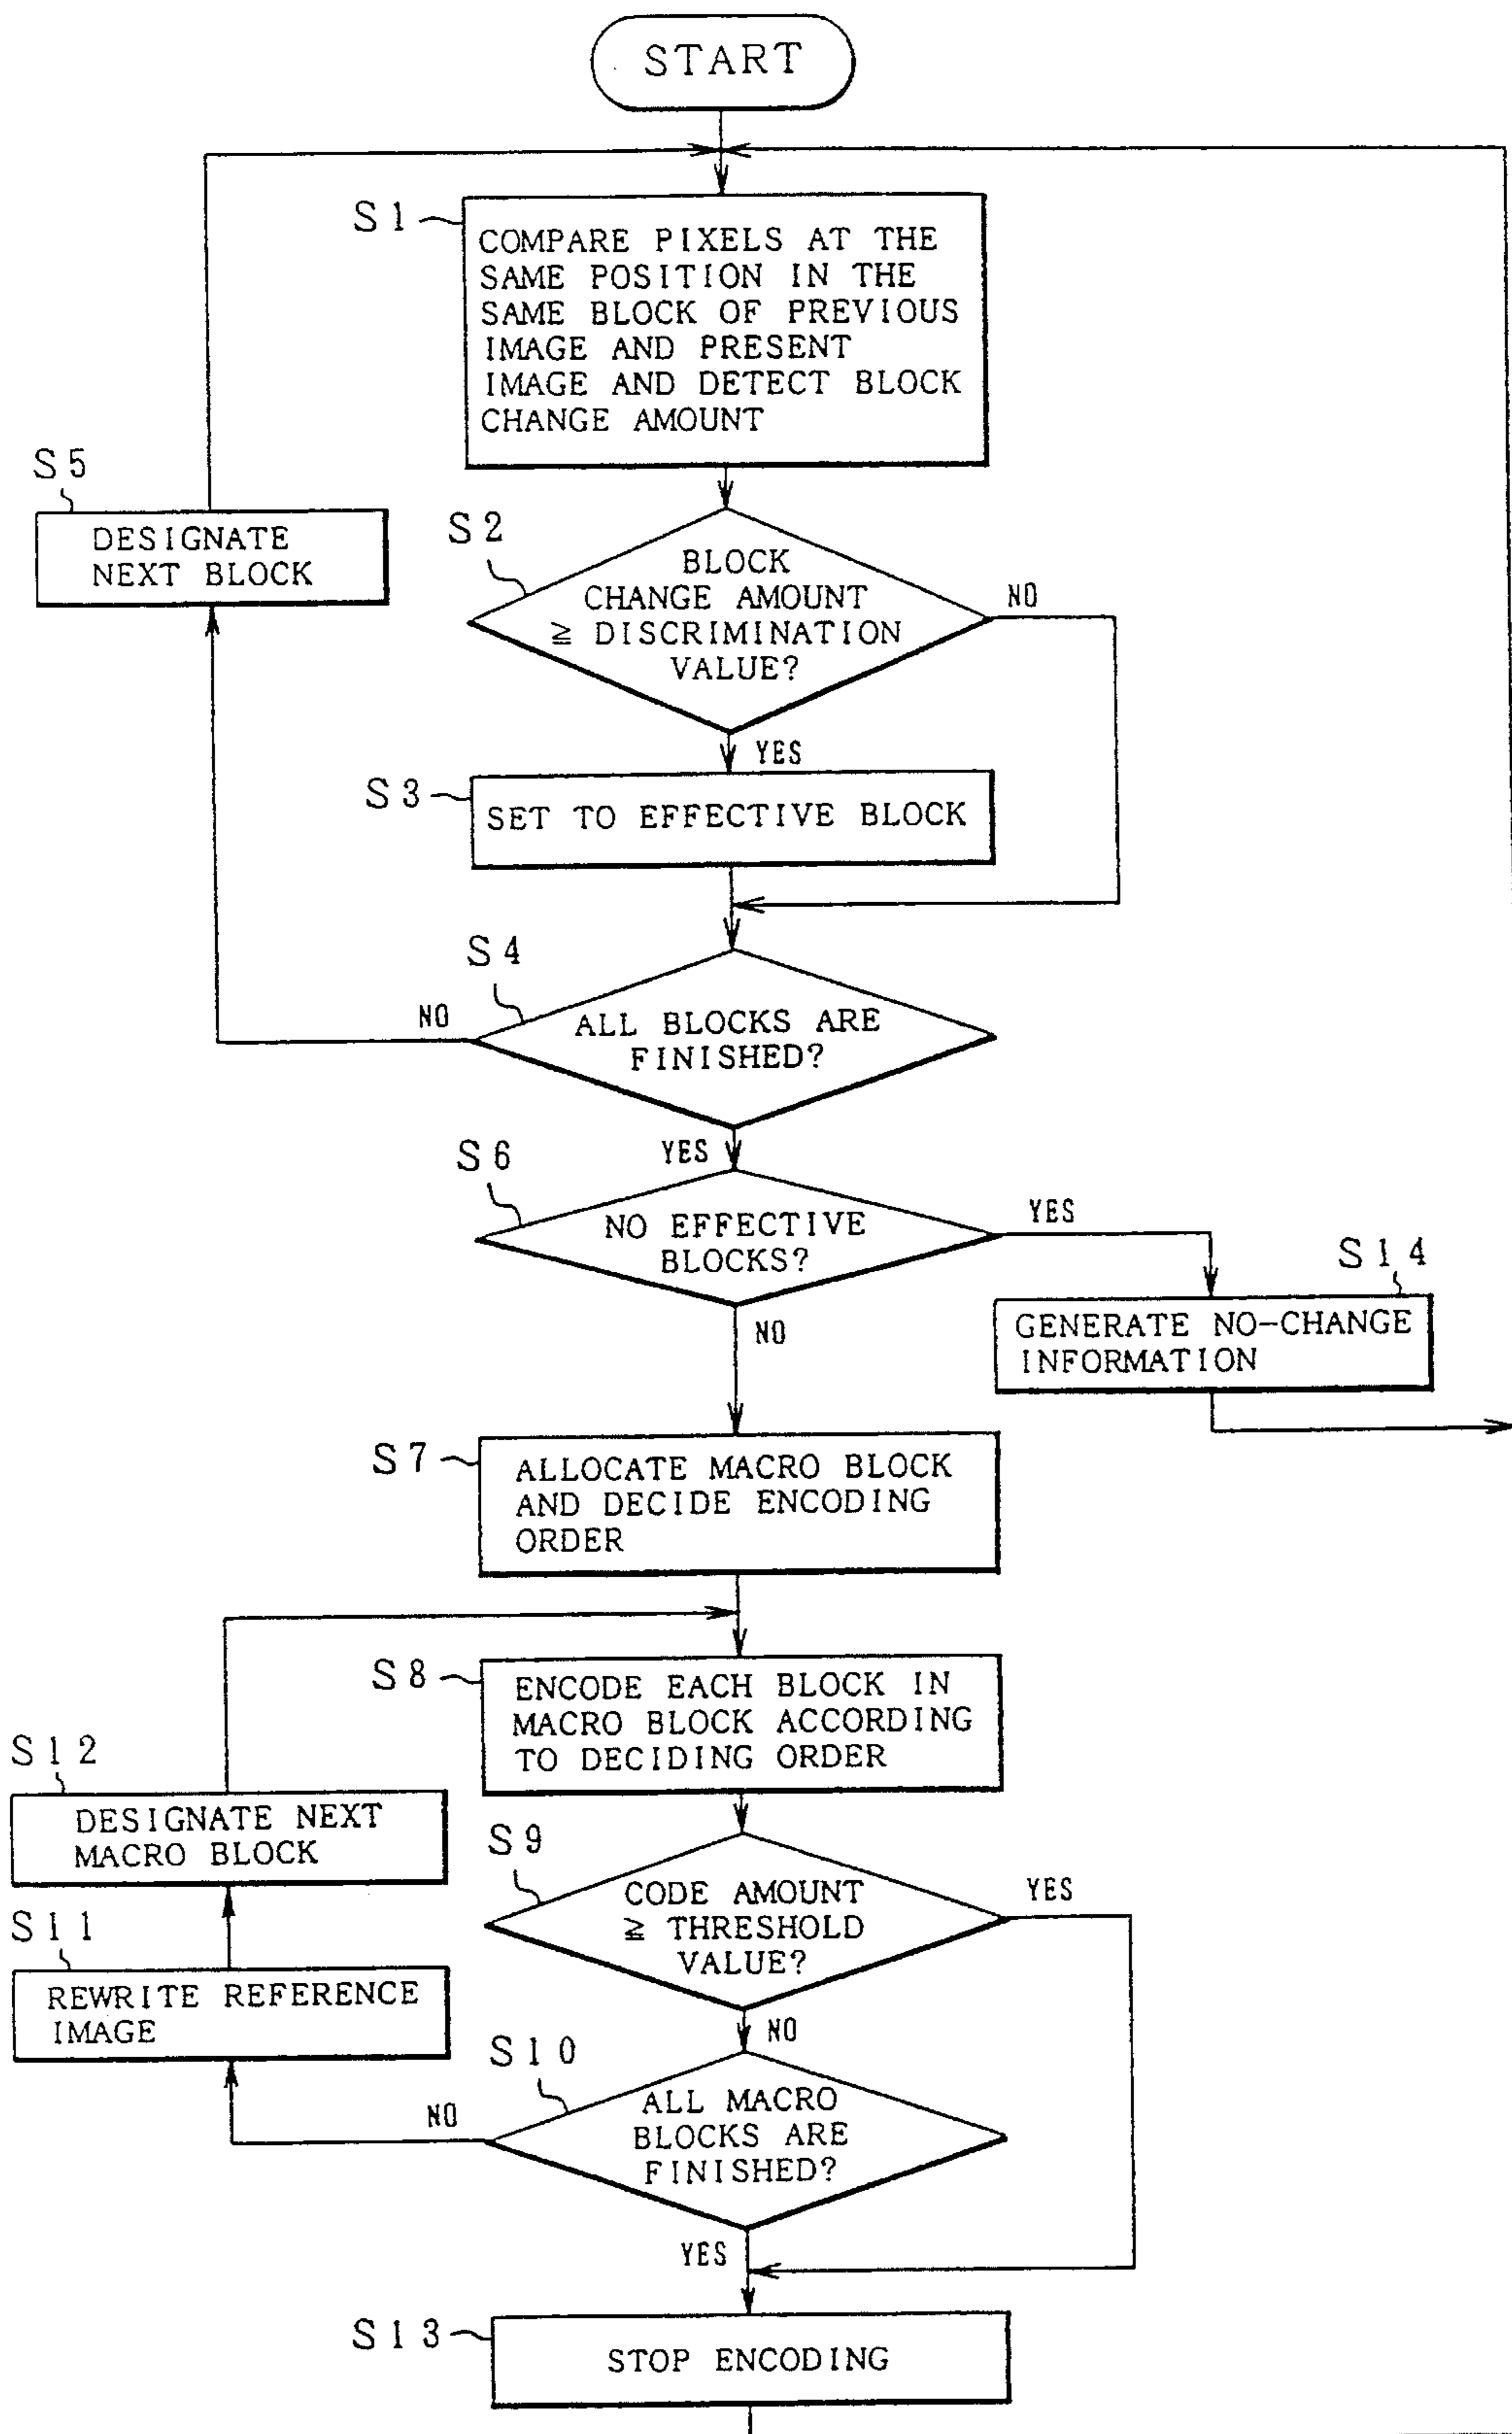 START
S1
COMPARE PIXELS AT THE
SAME POSITION IN THE
SAME BLOCK OF PREVIOUS
IMAGE AND PRESENT
IMAGE AND DETECT BLOCK
CHANGE AMOUNT
S5
DESIGNATE
NEXT BLOCK
S2
BLOCK
CHANGE AMOUNT
≧ DISCRIMINATION
VALUE?
NO
YES
S3
SET TO EFFECTIVE BLOCK
S4
NO
ALL BLOCKS ARE
FINISHED?
YES
S6
NO EFFECTIVE
BLOCKS?
YES
NO
S14
GENERATE NO-CHANGE
INFORMATION
S7
ALLOCATE MACRO BLOCK
AND DECIDE ENCODING
ORDER
S8
ENCODE EACH BLOCK IN
MACRO BLOCK ACCORDING
TO DECIDING ORDER
S12
DESIGNATE NEXT
MACRO BLOCK
S9
CODE AMOUNT
≧ THRESHOLD
VALUE?
YES
NO
S11
REWRITE REFERENCE
IMAGE
S10
NO
ALL MACRO
BLOCKS ARE
FINISHED?
YES
S13
STOP ENCODING